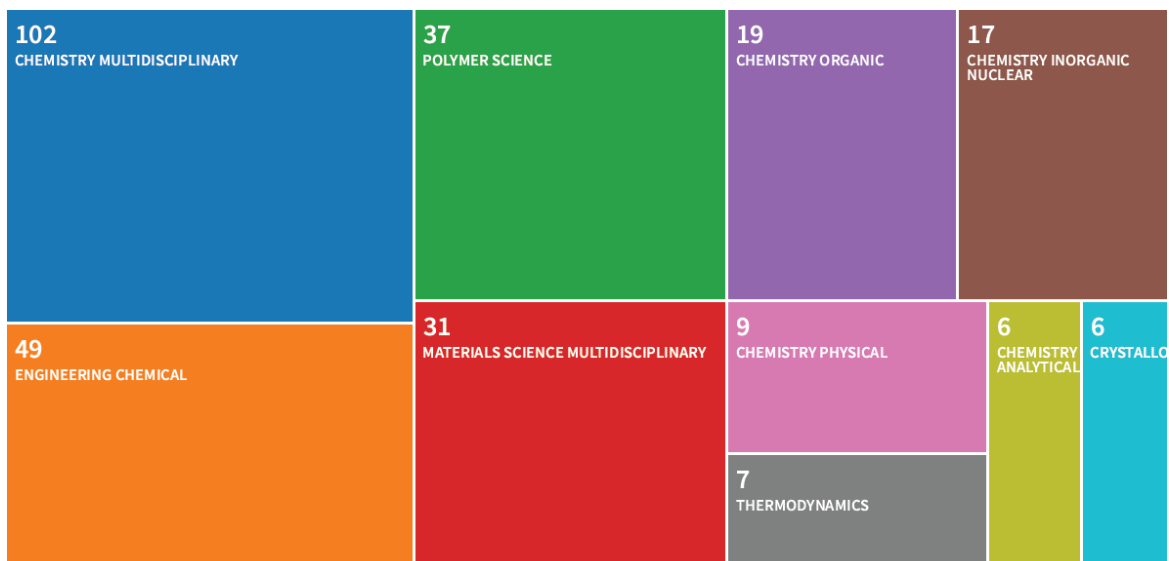 102
CHEMISTRY MULTIDISCIPLINARY
37
POLYMER SCIENCE
19
CHEMISTRY ORGANIC
17
CHEMISTRY INORGANIC
NUCLEAR
49
ENGINEERING CHEMICAL
31
MATERIALS SCIENCE MULTIDISCIPLINARY
9
CHEMISTRY PHYSICAL
7
THERMODYNAMICS
6
CHEMISTRY
ANALYTICAL
6
CRYSTALLO